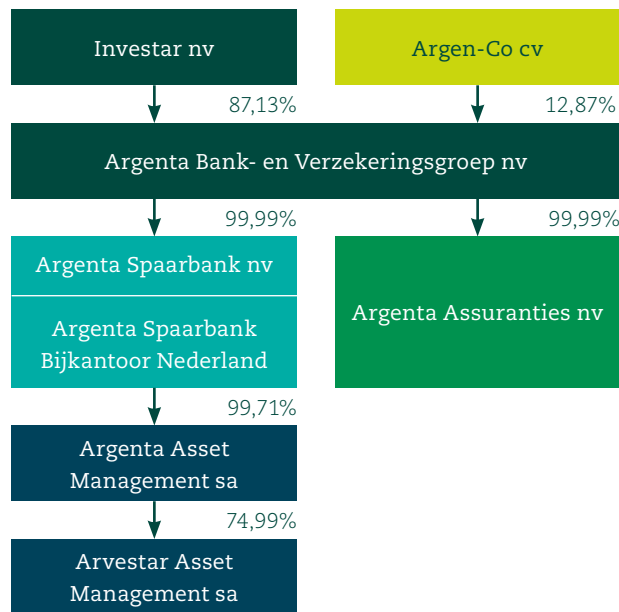 Investar nv
Argen-Co cv
87,13%
12,87%
Argenta Bank- en Verzekeringsgroep nv
99,99%
99,99%
Argenta Spaarbank nv
Argenta Spaarbank
Bijkantoor Nederland
Argenta Assuranties nv
99,71%
Argenta Asset
Management sa
74,99%
Arvestar Asset
Management sa